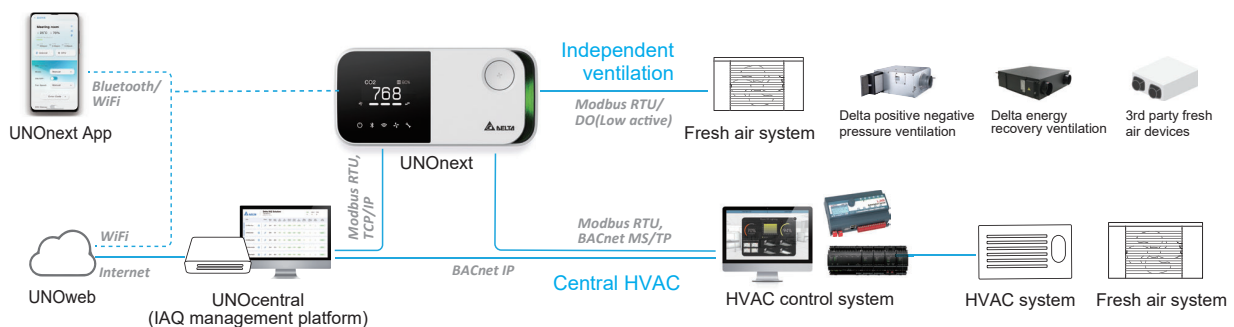 Meeting room
Bluetooth/
WiFi
UNOnext App
CO2
768
DELTA
UNOnext
Independent
ventilation
Modbus RTU/
DO(Low active)
Fresh air system
Delta positive negative
pressure ventilation
Delta energy
recovery ventilation
3rd party fresh
air devices
Modbus RTU,
TCP/IP
WiFi
Internet
UNOweb
UNOcentral
(IAQ management platform)
BACnet IP
Modbus RTU,
BACnet MS/TP
Central HVAC
HVAC control system
HVAC system
Fresh air system